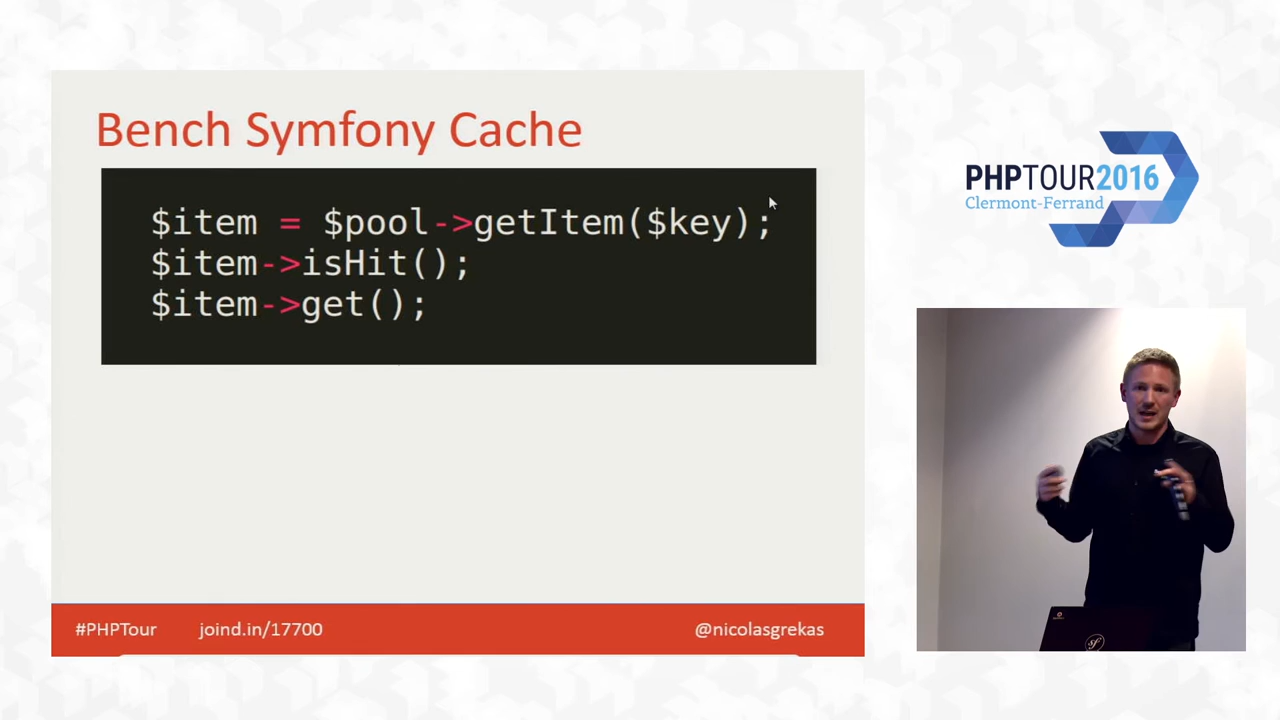 Bench Symfony Cache
$item = $pool->getItem($key);
$item->isHit();
$item->get();
#PHPTour joind.in/17700 @nicolasgrekas
PHPTOUR2016
Clermont-Ferrand
sf